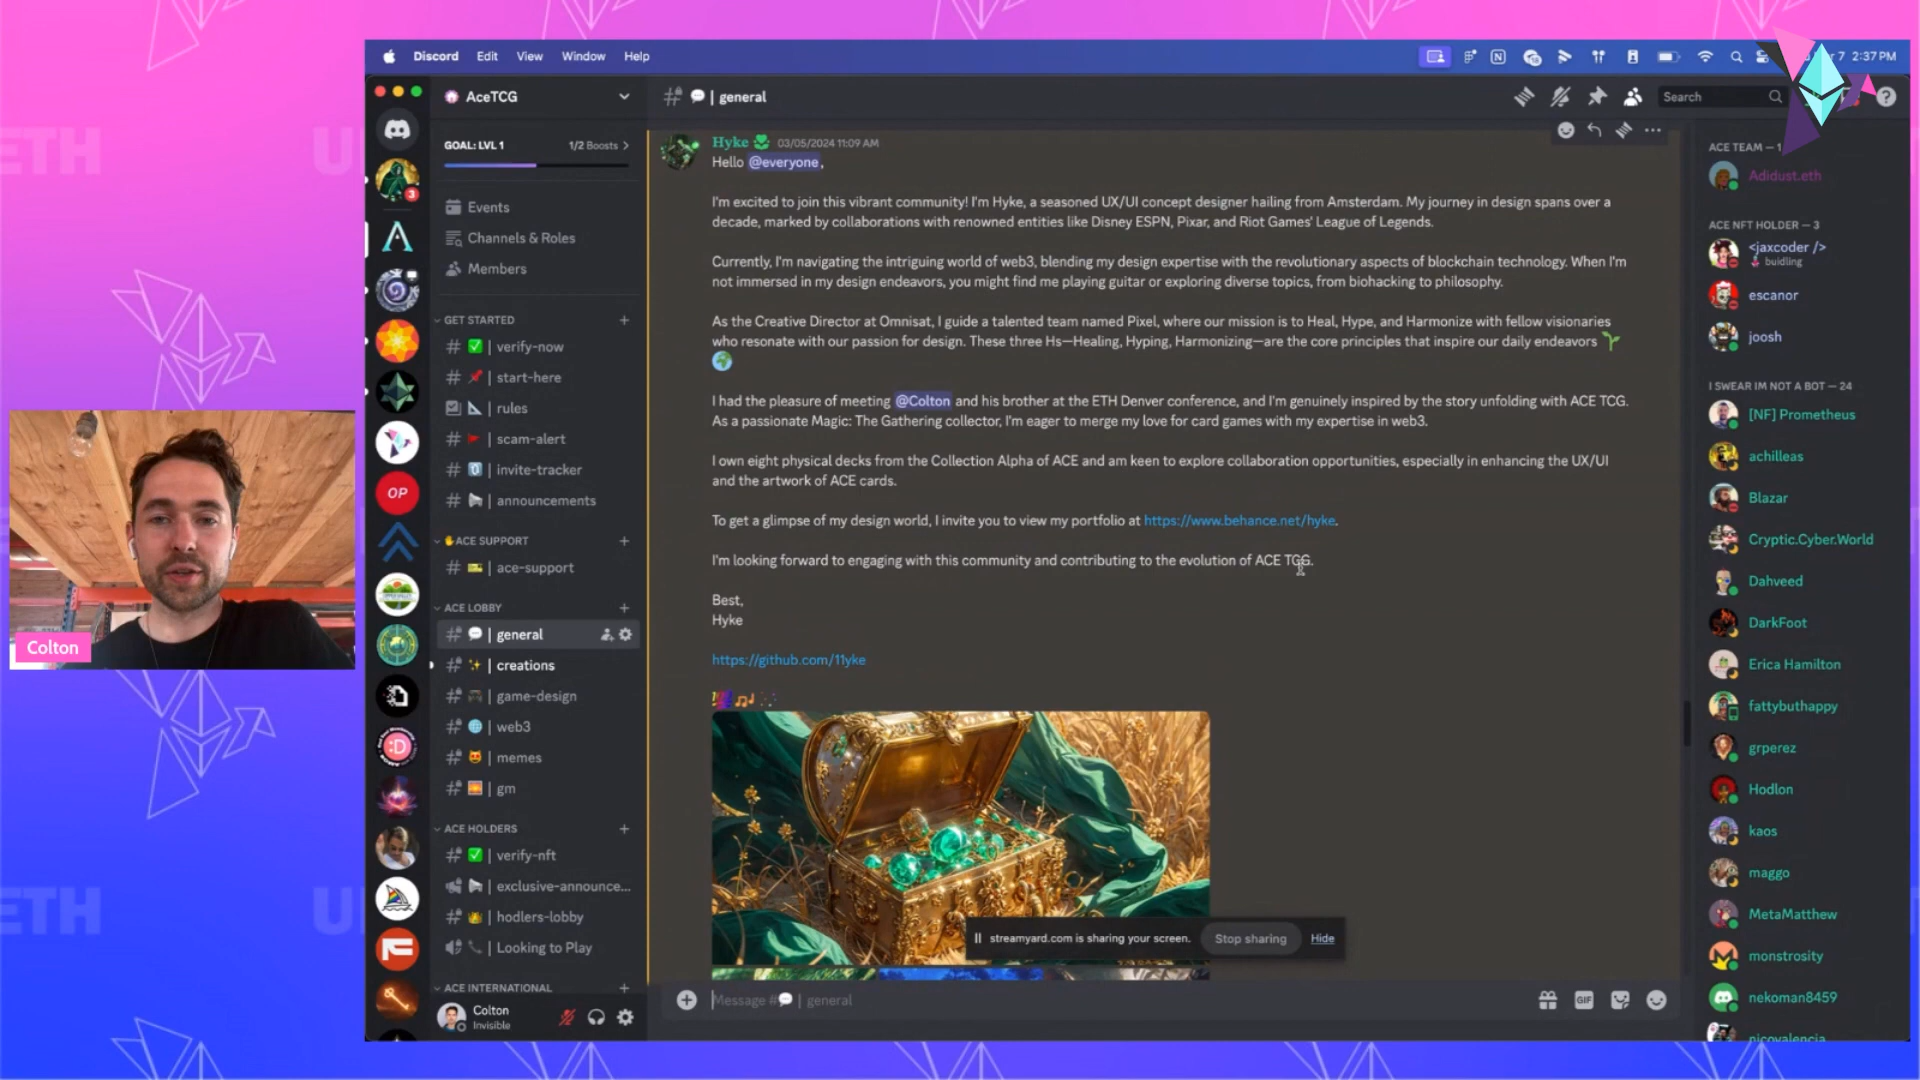 Discord Edit View Window Help
7 2:37 PM
AceTCG
| general
Search
GOAL: LVL 1 1/2 Boosts >
Events
Channels & Roles
Members
GET STARTED
| verify-now
| start-here
| rules
| scam-alert
| invite-tracker
| announcements
ACE SUPPORT
| ace-support
ACE LOBBY
| general
| creations
| game-design
| web3
| memes
| gm
ACE HOLDERS
| verify-nft
| exclusive-announce...
| hodlers-lobby
| Looking to Play
ACE INTERNATIONAL
Colton
Invisible
3
OP
:D
Hyke 03/05/2024 11:09 AM
Hello @everyone,
I'm excited to join this vibrant community! I'm Hyke, a seasoned UX/UI concept designer hailing from Amsterdam. My journey in design spans over a
decade, marked by collaborations with renowned entities like Disney ESPN, Pixar, and Riot Games' League of Legends.
Currently, I'm navigating the intriguing world of web3, blending my design expertise with the revolutionary aspects of blockchain technology. When I'm
not immersed in my design endeavors, you might find me playing guitar or exploring diverse topics, from biohacking to philosophy.
As the Creative Director at Omnisat, I guide a talented team named Pixel, where our mission is to Heal, Hype, and Harmonize with fellow visionaries
who resonate with our passion for design. These three Hs—Healing, Hyping, Harmonizing—are the core principles that inspire our daily endeavors
I had the pleasure of meeting @Colton and his brother at the ETH Denver conference, and I'm genuinely inspired by the story unfolding with ACE TCG.
As a passionate Magic: The Gathering collector, I'm eager to merge my love for card games with my expertise in web3.
I own eight physical decks from the Collection Alpha of ACE and am keen to explore collaboration opportunities, especially in enhancing the UX/UI
and the artwork of ACE cards.
To get a glimpse of my design world, I invite you to view my portfolio at https://www.behance.net/hyke.
I'm looking forward to engaging with this community and contributing to the evolution of ACE TCG.
Best,
Hyke
https://github.com/11yke
streamyard.com is sharing your screen. Stop sharing Hide
Message # | general
GIF
ACE TEAM — 1
Adidust.eth
ACE NFT HOLDER — 3
<jaxcoder />
buidling
escanor
joosh
I SWEAR IM NOT A BOT — 24
[NF] Prometheus
achilleas
Blazar
Cryptic.Cyber.World
Dahveed
DarkFoot
Erica Hamilton
fattybuthappy
grperez
Hodlon
kaos
maggo
MetaMatthew
monstrosity
nekoman8459
nicovalencia
Colton
ETH
ETH